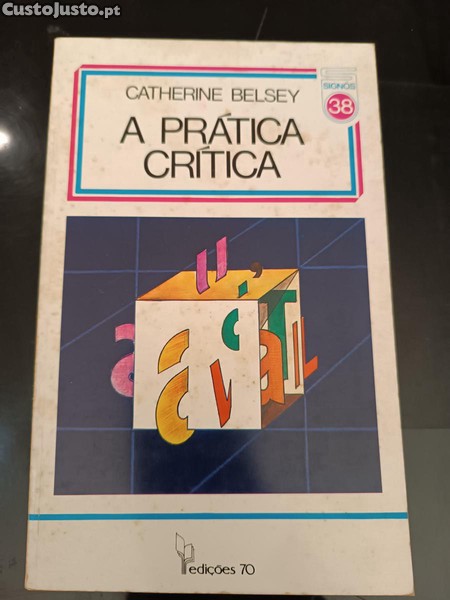 CustoJusto.pt
CATHERINE BELSEY
SIGNOS
38
A PRÁTICA
CRÍTICA
edições 70